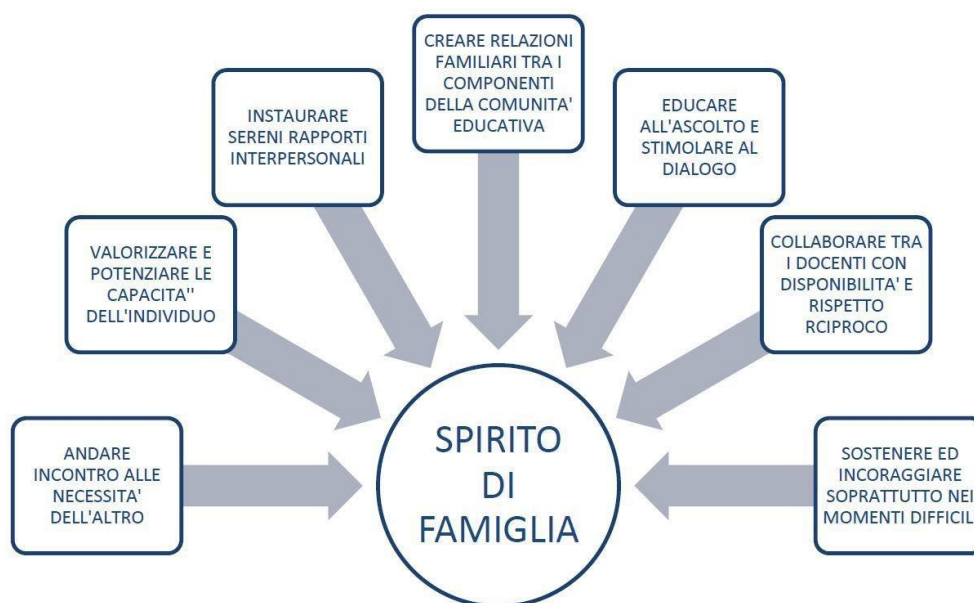 CREARE RELAZIONI
FAMILIARI TRA I
COMPONENTI
DELLA COMUNITA'
EDUCATIVA
INSTAURARE
SERENI RAPPORTI
INTERPERSONALI
EDUCARE
ALL'ASCOLTO E
STIMOLARE AL
DIALOGO
VALORIZZARE E
POTENZIARE LE
CAPACITA''
DELL'INDIVIDUO
COLLABORARE TRA
I DOCENTI CON
DISPONIBILITA' E
RISPETTO
RCIPROCO
ANDARE
INCONTRO ALLE
NECESSITA'
DELL'ALTRO
SOSTENERE ED
INCORAGGIARE
SOPRATTUTTO NEI
MOMENTI DIFFICIL
SPIRITO
DI
FAMIGLIA